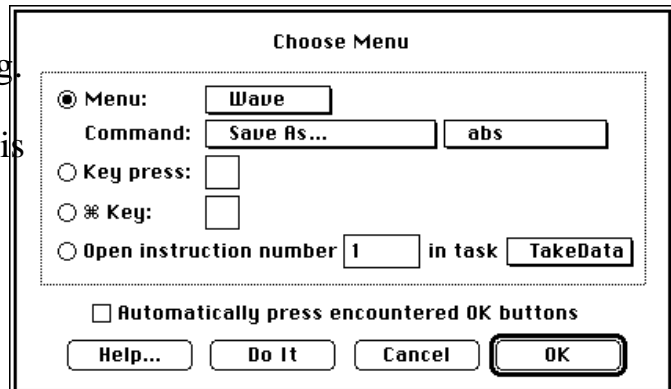 Choose Menu
g.
Menu: Wave
is
Command: Save As... abs
Key press:
⌘ Key:
Open instruction number 1 in task TakeData
Automatically press encountered OK buttons
Help... Do It Cancel OK